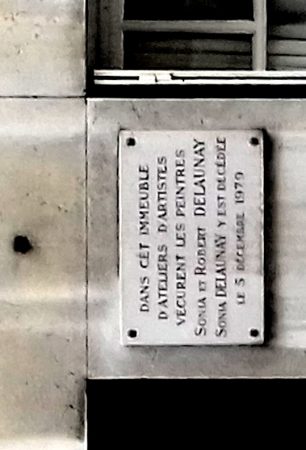 DANS CET IMMEUBLE
D'ATELIERS D'ARTISTES
VÉCURENT LES PEINTRES
SONIA ET ROBERT DELAUNAY
SONIA DELAUNAY Y EST DÉCÉDÉE
LE 5 DÉCEMBRE 1979